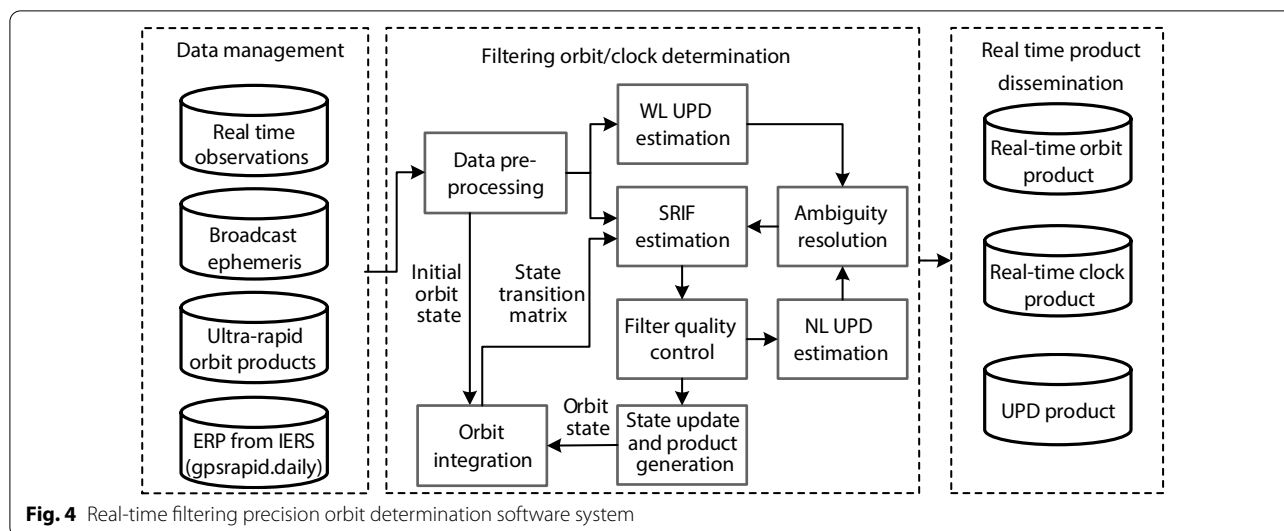 Data management
Real time
observations
Broadcast
ephemeris
Ultra-rapid
orbit products
ERP from IERS
(gpsrapid.daily)
Filtering orbit/clock determination
Data pre-
processing
WL UPD
estimation
SRIF
estimation
Ambiguity
resolution
Initial
orbit
state
State
transition
matrix
Filter quality
control
NL UPD
estimation
Orbit
integration
Orbit
state
State update
and product
generation
Real time product
dissemination
Real-time orbit
product
Real-time clock
product
UPD product
Fig. 4 Real-time filtering precision orbit determination software system